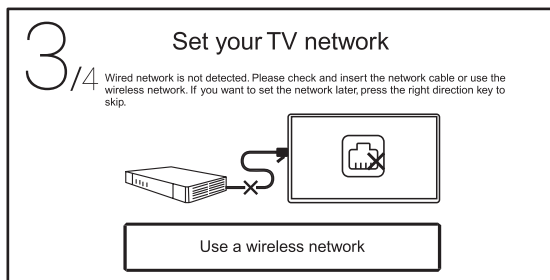 Set your TV network
3/4
Wired network is not detected. Please check and insert the network cable or use the
wireless network. If you want to set the network later, press the right direction key to
skip.
Use a wireless network